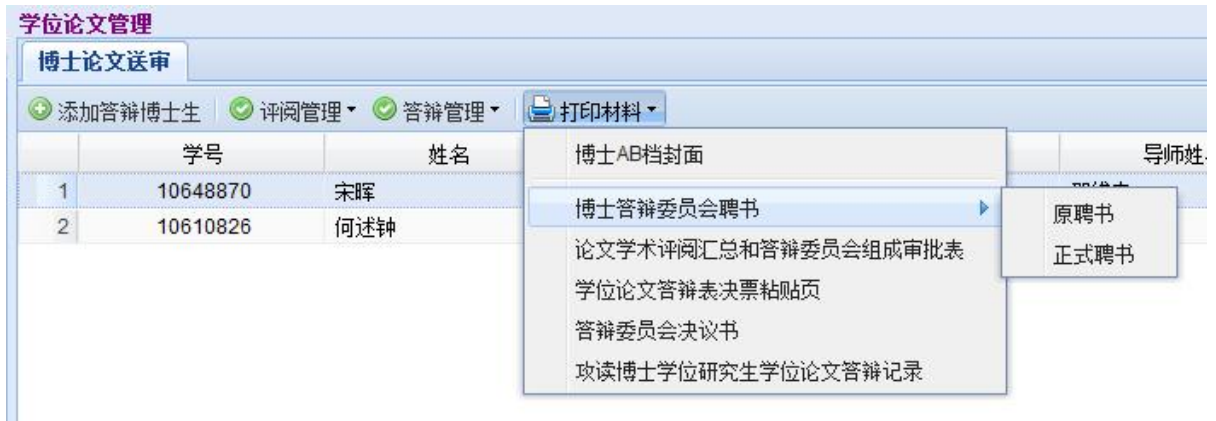 学位论文管理
博士论文送审
添加答辩博士生 评阅管理 答辩管理 打印材料
学号 姓名 导师姓
博士AB档封面
1 10648870 宋晖
博士答辩委员会聘书
原聘书
2 10610826 何述钟
论文学术评阅汇总和答辩委员会组成审批表
正式聘书
学位论文答辩表决票粘贴页
答辩委员会决议书
攻读博士学位研究生学位论文答辩记录